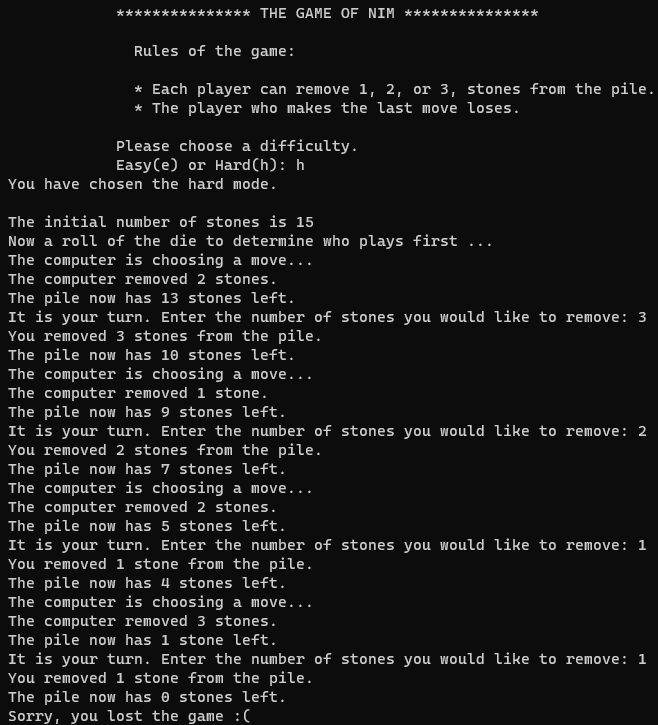 *************** THE GAME OF NIM ***************
Rules of the game:
* Each player can remove 1, 2, or 3, stones from the pile.
* The player who makes the last move loses.
Please choose a difficulty.
Easy(e) or Hard(h): h
You have chosen the hard mode.
The initial number of stones is 15
Now a roll of the die to determine who plays first ...
The computer is choosing a move...
The computer removed 2 stones.
The pile now has 13 stones left.
It is your turn. Enter the number of stones you would like to remove: 3
You removed 3 stones from the pile.
The pile now has 10 stones left.
The computer is choosing a move...
The computer removed 1 stone.
The pile now has 9 stones left.
It is your turn. Enter the number of stones you would like to remove: 2
You removed 2 stones from the pile.
The pile now has 7 stones left.
The computer is choosing a move...
The computer removed 2 stones.
The pile now has 5 stones left.
It is your turn. Enter the number of stones you would like to remove: 1
You removed 1 stone from the pile.
The pile now has 4 stones left.
The computer is choosing a move...
The computer removed 3 stones.
The pile now has 1 stone left.
It is your turn. Enter the number of stones you would like to remove: 1
You removed 1 stone from the pile.
The pile now has 0 stones left.
Sorry, you lost the game :(